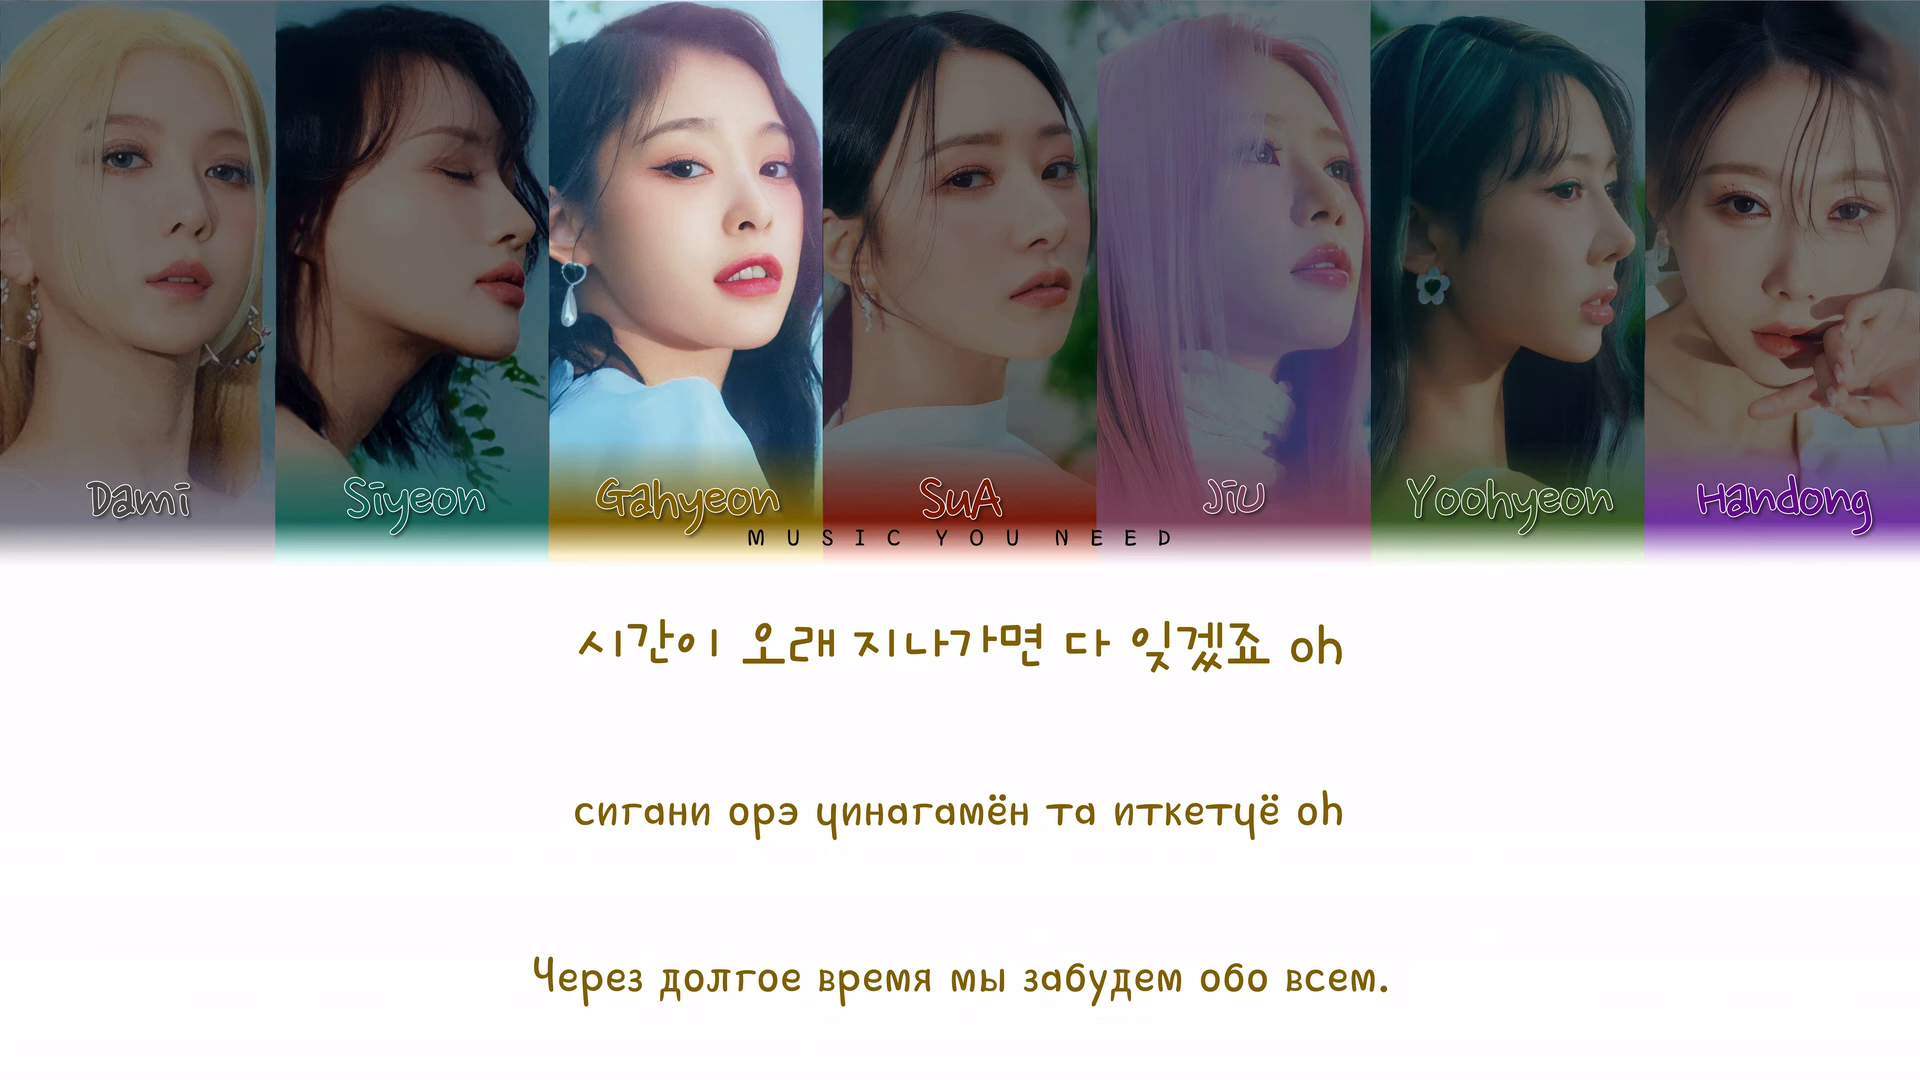 Dami
Siyeon
Gahyeon
SuA
JiU
Yoohyeon
Handong
MUSIC YOU NEED
시간이 오래 지나가면 다 잊겠죠 oh
сигани орэ чинагамён та иткетчё oh
Через долгое время мы забудем обо всем.